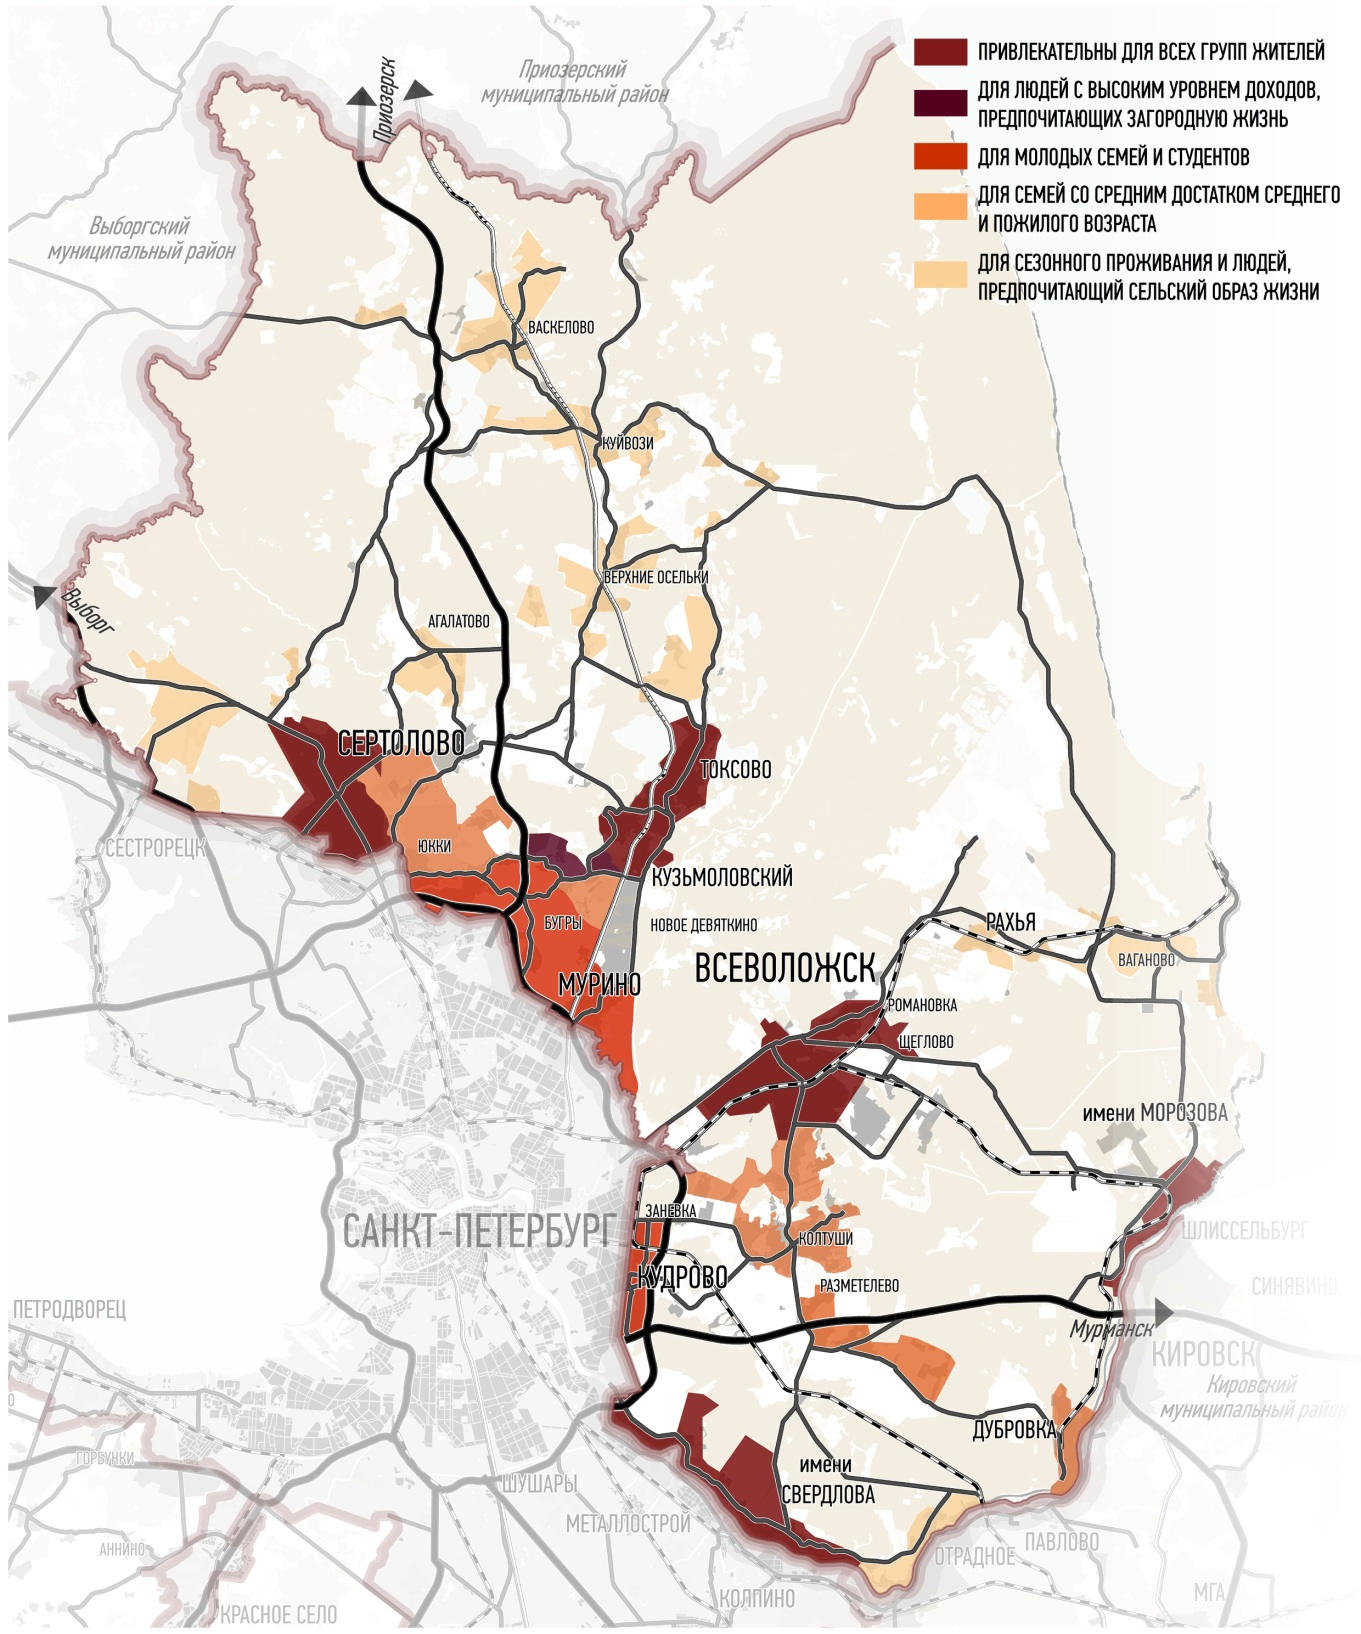 ПРИВЛЕКАТЕЛЬНЫ ДЛЯ ВСЕХ ГРУПП ЖИТЕЛЕЙ
ДЛЯ ЛЮДЕЙ С ВЫСОКИМ УРОВНЕМ ДОХОДОВ,
ПРЕДПОЧИТАЮЩИХ ЗАГОРОДНУЮ ЖИЗНЬ
ДЛЯ МОЛОДЫХ СЕМЕЙ И СТУДЕНТОВ
ДЛЯ СЕМЕЙ СО СРЕДНИМ ДОСТАТКОМ СРЕДНЕГО
И ПОЖИЛОГО ВОЗРАСТА
ДЛЯ СЕЗОННОГО ПРОЖИВАНИЯ И ЛЮДЕЙ,
ПРЕДПОЧИТАЮЩИЙ СЕЛЬСКИЙ ОБРАЗ ЖИЗНИ
Приозерск
Приозерский
муниципальный район
Выборгский
муниципальный район
ВАСКЕЛОВО
КУЙВОЗИ
ВЕРХНИЕ ОСЕЛЬКИ
Выборг
АГАЛАТОВО
СЕРТОЛОВО
ТОКСОВО
СЕСТРОРЕЦК
ЮККИ
КУЗЬМОЛОВСКИЙ
БУГРЫ
НОВОЕ ДЕВЯТКИНО
РАХЬЯ
ВАГАНОВО
ВСЕВОЛОЖСК
МУРИНО
РОМАНОВКА
ЩЕГЛОВО
имени МОРОЗОВА
ЗАНЕВКА
САНКТ-ПЕТЕРБУРГ
КОЛТУШИ
ШЛИССЕЛЬБУРГ
КУДРОВО
РАЗМЕТЕЛЕВО
СИНЯВИНО
ПЕТРОДВОРЕЦ
Мурманск
КИРОВСК
Кировский
муниципальный район
О
ДУБРОВКА
ГОРБУНКИ
имени
СВЕРДЛОВА
ШУШАРЫ
МЕТАЛЛОСТРОЙ
АННИНО
ОТРАДНОЕ
ПАВЛОВО
МГА
КОЛПИНО
КРАСНОЕ СЕЛО